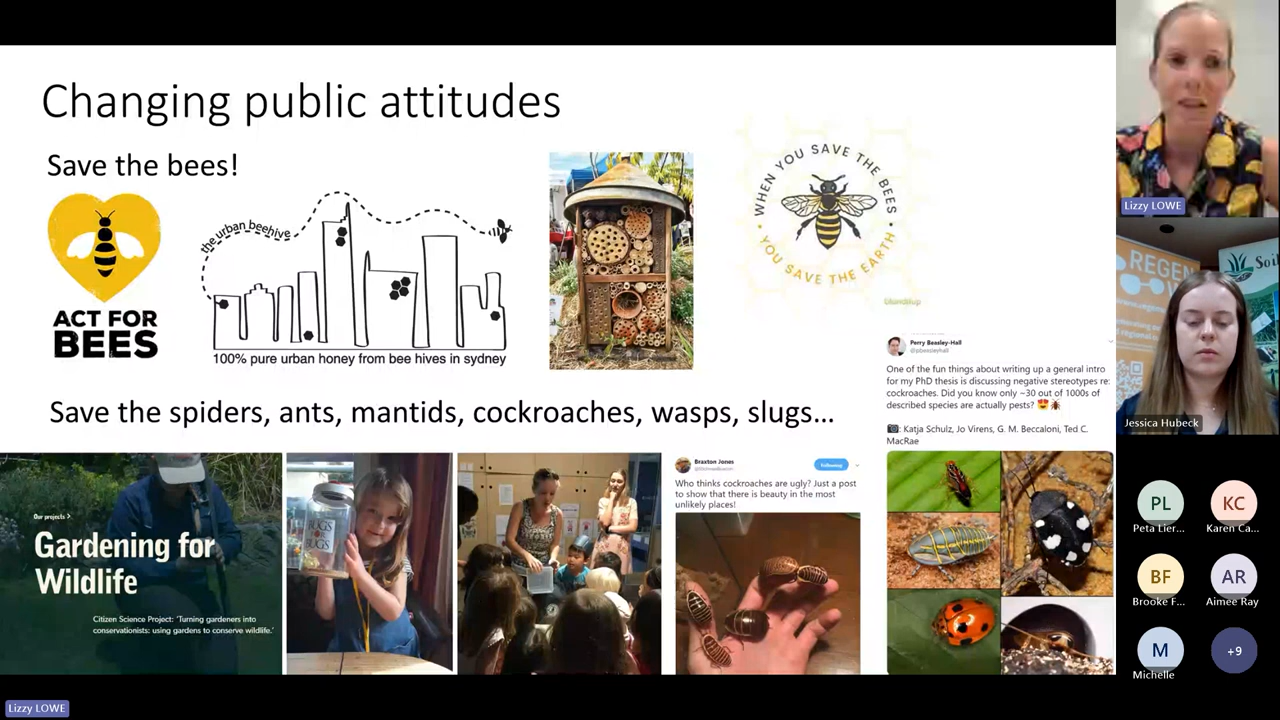 Changing public attitudes
Save the bees!
ACT FOR
BEES
the urban beehive
100% pure urban honey from bee hives in sydney
WHEN YOU SAVE THE BEES
YOU SAVE THE EARTH
Save the spiders, ants, mantids, cockroaches, wasps, slugs...
Our projects >
Gardening for
Wildlife
Citizen Science Project: 'Turning gardeners into
conservationists: using gardens to conserve wildlife.'
BUGS
FOR
BUGS
Braxton Jones
Following
Who thinks cockroaches are ugly? Just a post
to show that there is beauty in the most
unlikely places!
Perry Beasley-Hall
One of the fun things about writing up a general intro
for my PhD thesis is discussing negative stereotypes re:
cockroaches. Did you know only ~30 out of 1000s of
described species are actually pests? 😍🪳
📷: Katja Schulz, Jo Virens, G. M. Beccaloni, Ted C.
MacRae
Lizzy LOWE
REGEN
Soil
Jessica Hubeck
PL
Peta Lier...
KC
Karen Ca...
BF
Brooke F...
AR
Aimee Ray
M
Michelle
+9
Lizzy LOWE